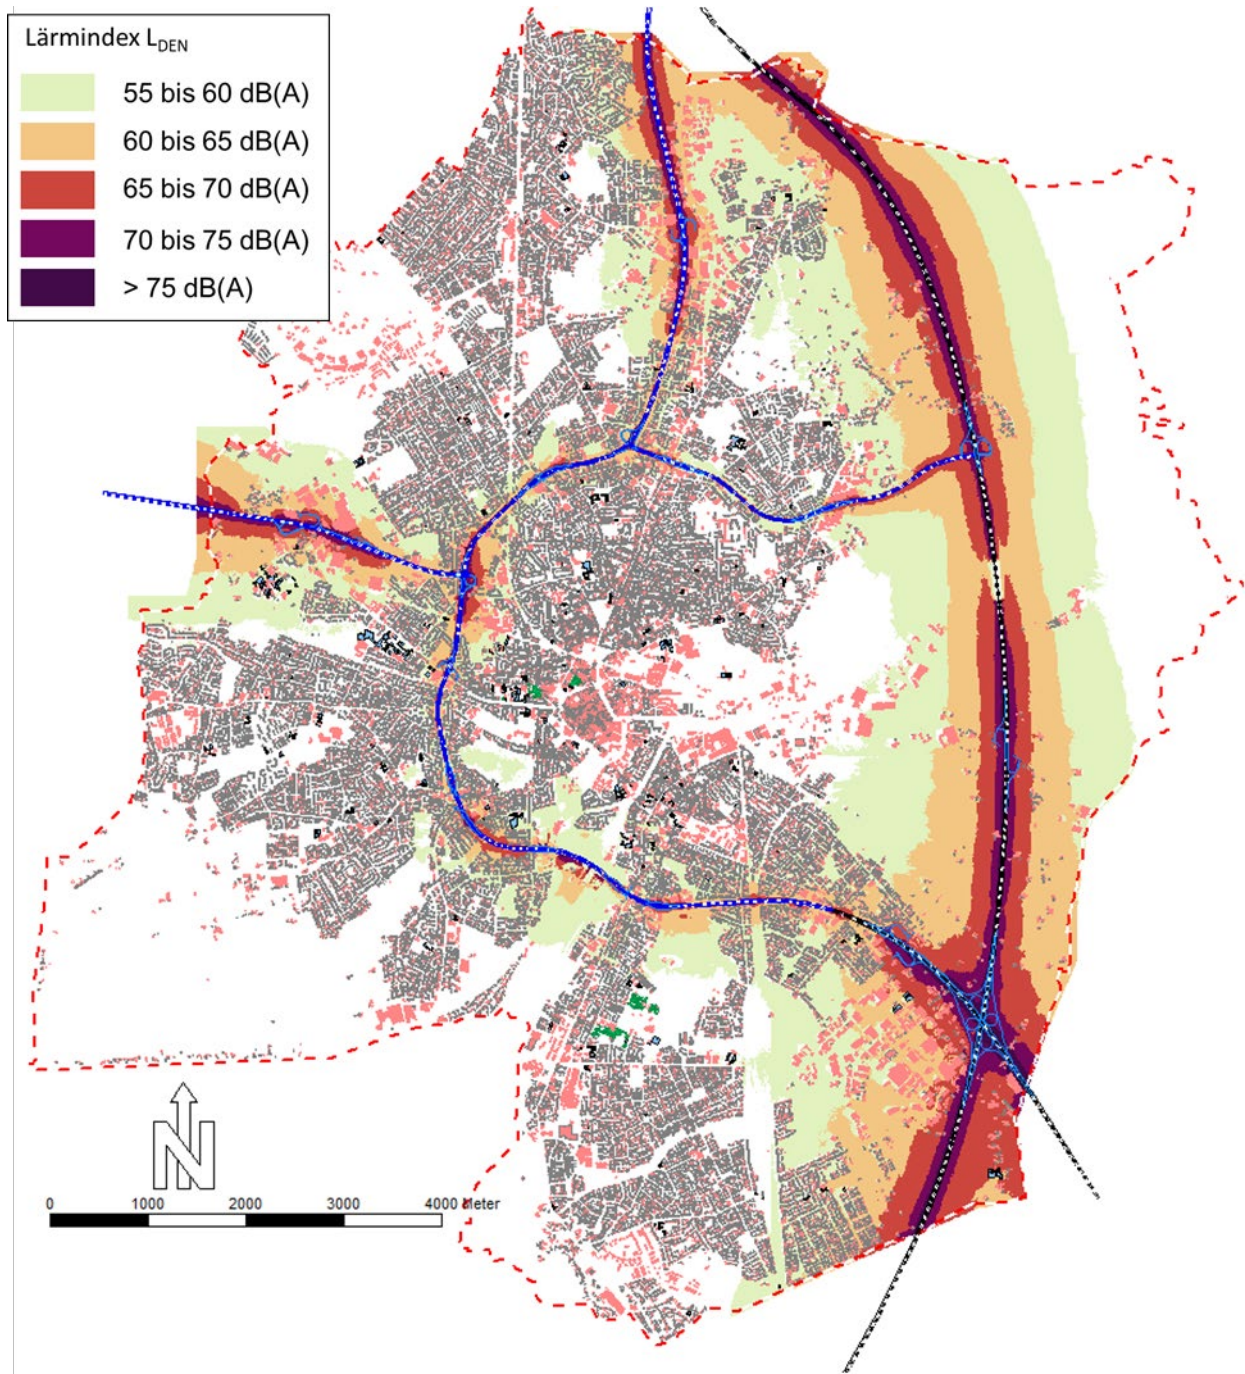 Lärmindex L_DEN
55 bis 60 dB(A)
60 bis 65 dB(A)
65 bis 70 dB(A)
70 bis 75 dB(A)
> 75 dB(A)
N
0 1000 2000 3000 4000 Meter